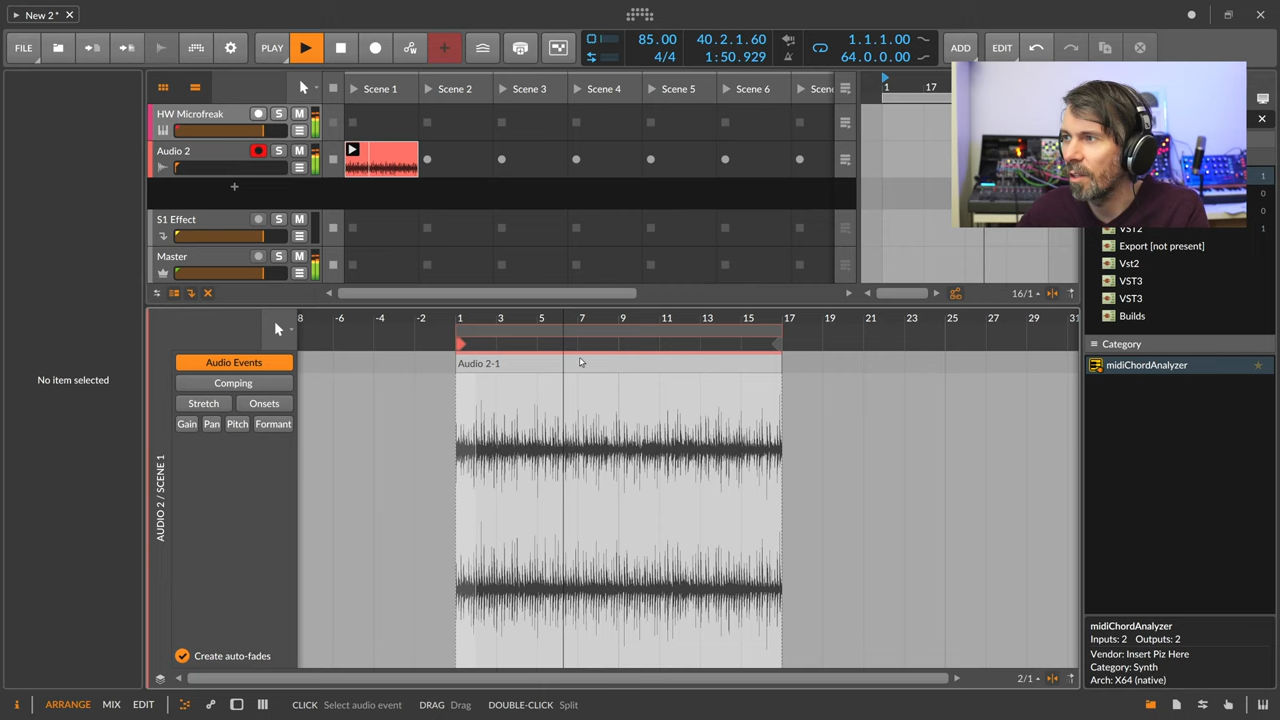 New 2*
FILE
PLAY
85.00
4/4
40.2.1.60
1:50.929
1.1.1.00
64.0.0.00
ADD
EDIT
Scene 1
Scene 2
Scene 3
Scene 4
Scene 5
Scene 6
1
17
HW Microfreak
S
M
Audio 2
S
M
+
S1 Effect
S
M
Master
S
M
16/1
1
0
0
VST2
1
Export [not present]
Vst2
VST3
VST3
Builds
Category
midiChordAnalyzer
8
-6
-4
-2
1
3
5
7
9
11
13
15
17
19
21
23
25
27
29
31
Audio Events
Comping
Stretch
Onsets
Gain
Pan
Pitch
Formant
Audio 2-1
No item selected
AUDIO 2 / SCENE 1
Create auto-fades
2/1
midiChordAnalyzer
Inputs: 2 Outputs: 2
Vendor: Insert Piz Here
Category: Synth
Arch: X64 (native)
i
ARRANGE
MIX
EDIT
CLICK Select audio event
DRAG Drag
DOUBLE-CLICK Split